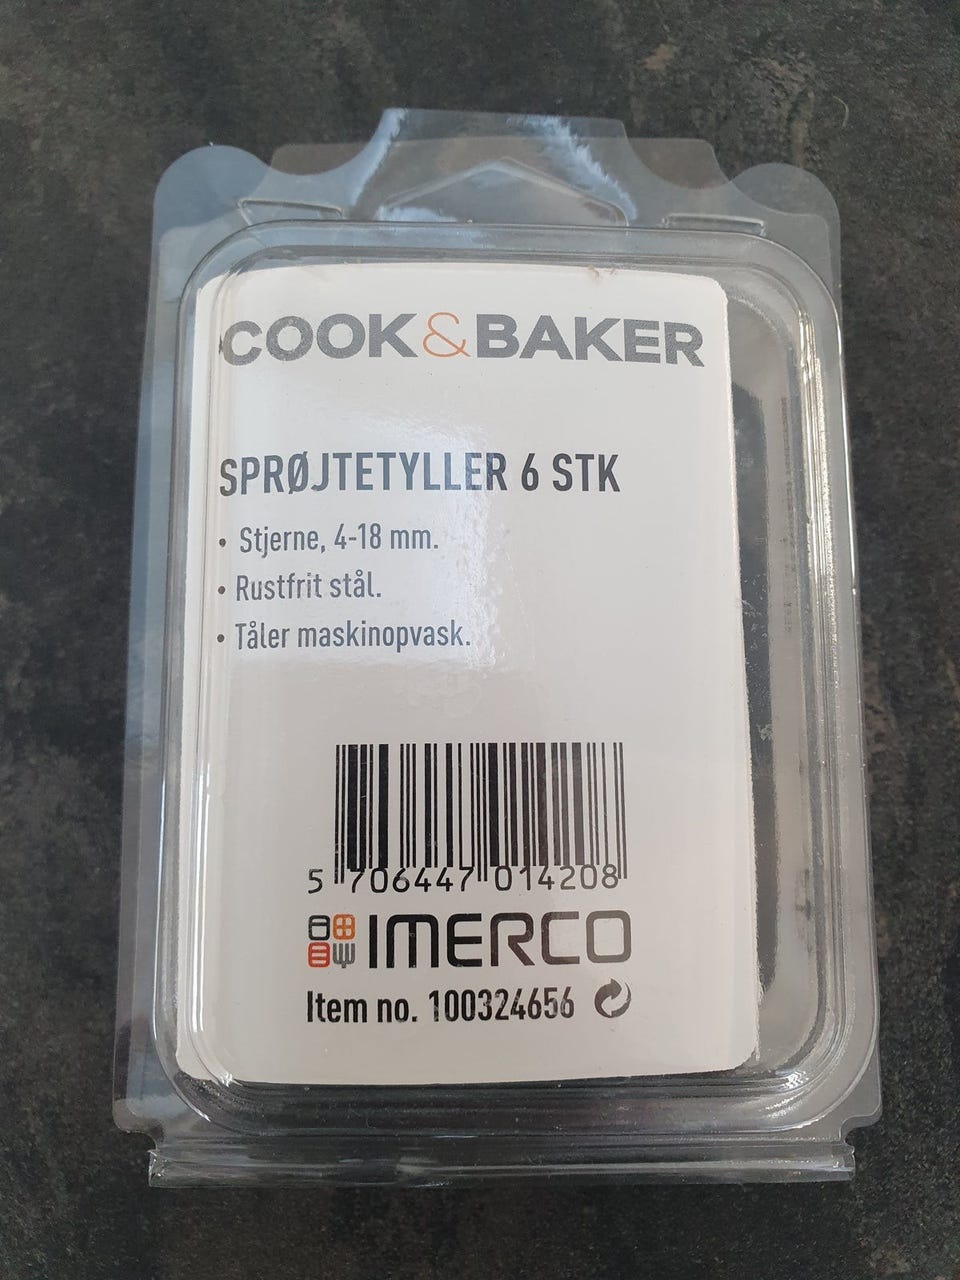 COOK&BAKER
SPRØJTETYLLER 6 STK
• Stjerne, 4-18 mm.
• Rustfrit stål.
• Tåler maskinopvask.
5 706447 014208
IMERCO
Item no. 100324656